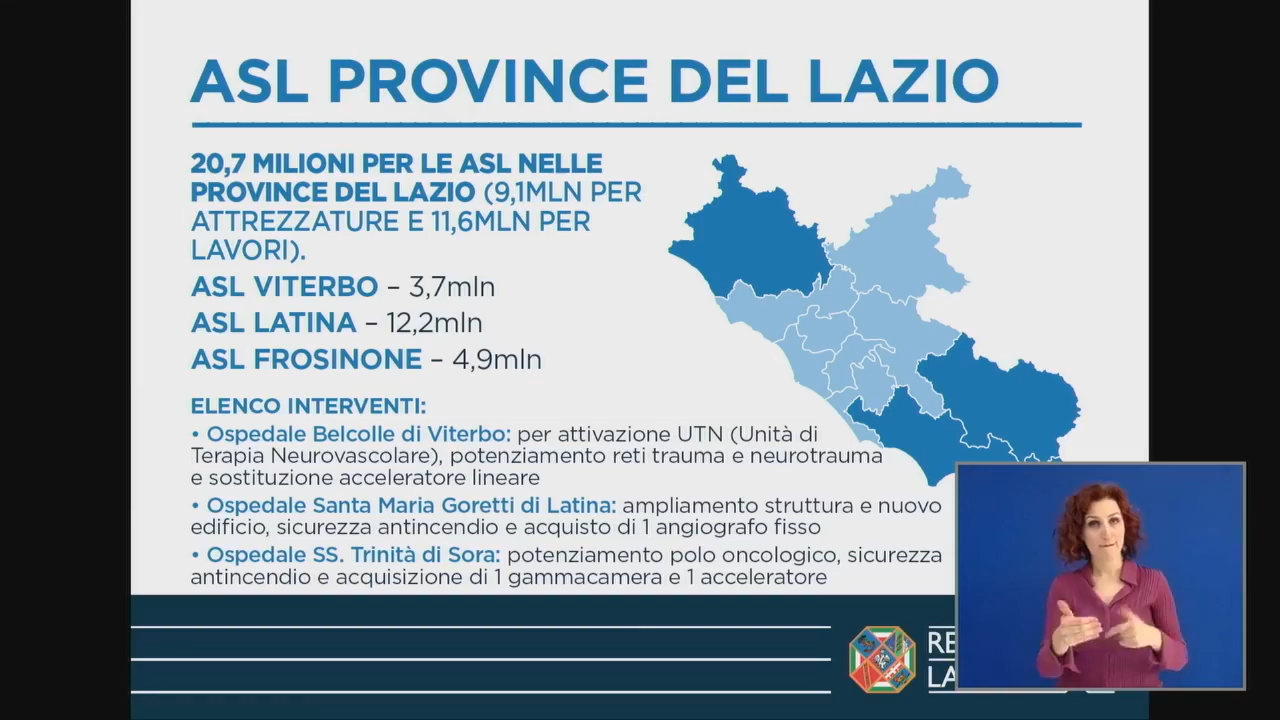 ASL PROVINCE DEL LAZIO
20,7 MILIONI PER LE ASL NELLE
PROVINCE DEL LAZIO (9,1MLN PER
ATTREZZATURE E 11,6MLN PER
LAVORI).
ASL VITERBO – 3,7mln
ASL LATINA – 12,2mln
ASL FROSINONE – 4,9mln
ELENCO INTERVENTI:
• Ospedale Belcolle di Viterbo: per attivazione UTN (Unità di
Terapia Neurovascolare), potenziamento reti trauma e neurotrauma
e sostituzione acceleratore lineare
• Ospedale Santa Maria Goretti di Latina: ampliamento struttura e nuovo
edificio, sicurezza antincendio e acquisto di 1 angiografo fisso
• Ospedale SS. Trinità di Sora: potenziamento polo oncologico, sicurezza
antincendio e acquisizione di 1 gammacamera e 1 acceleratore